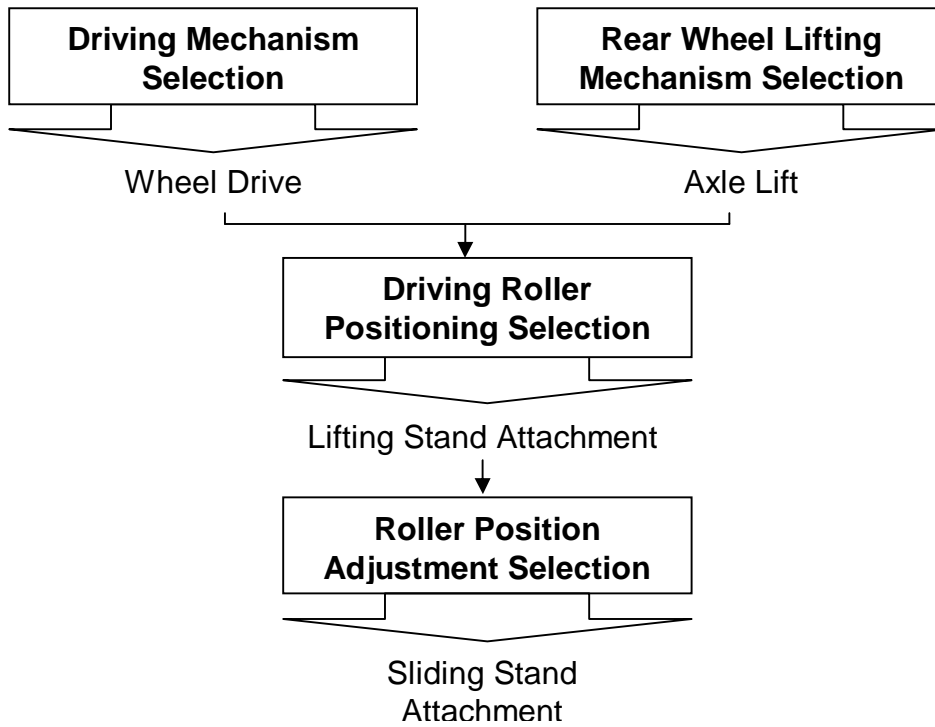 Driving Mechanism
Selection
Rear Wheel Lifting
Mechanism Selection
Wheel Drive
Axle Lift
Driving Roller
Positioning Selection
Lifting Stand Attachment
Roller Position
Adjustment Selection
Sliding Stand
Attachment